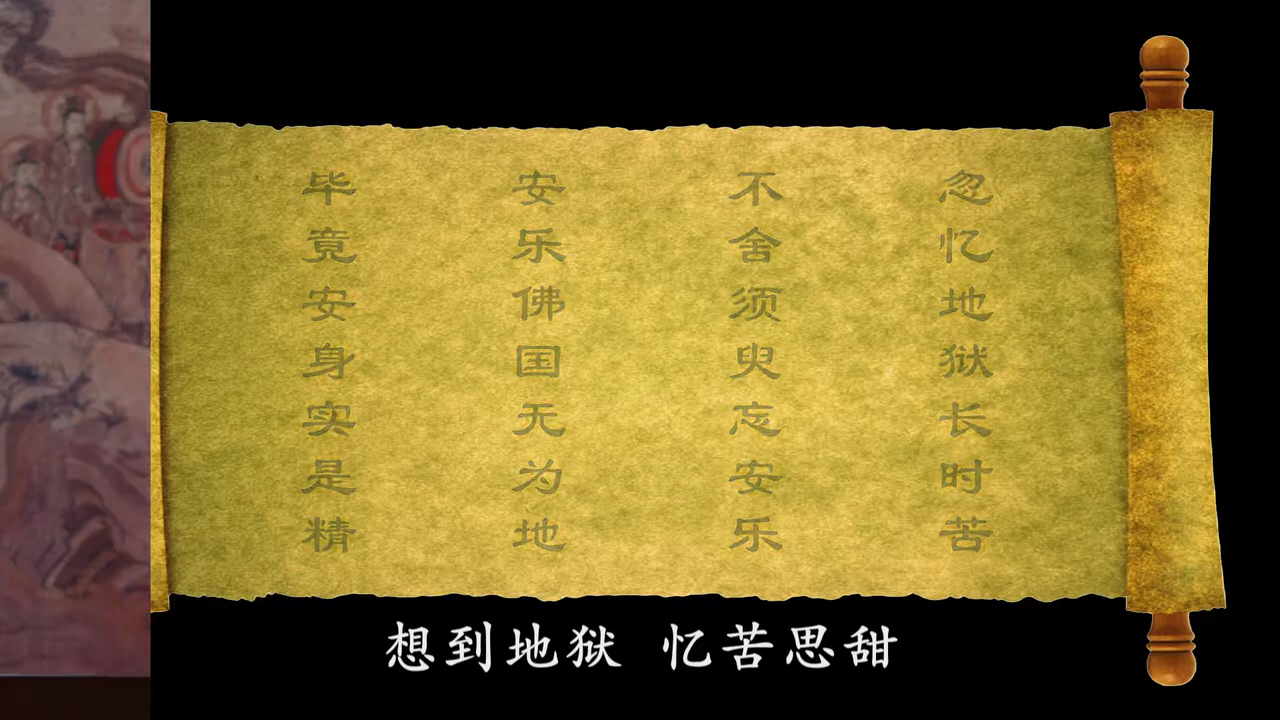 忽忆地狱长时苦
不舍须臾忘安乐
安乐佛国无为地
毕竟安身实是精
想到地狱 忆苦思甜